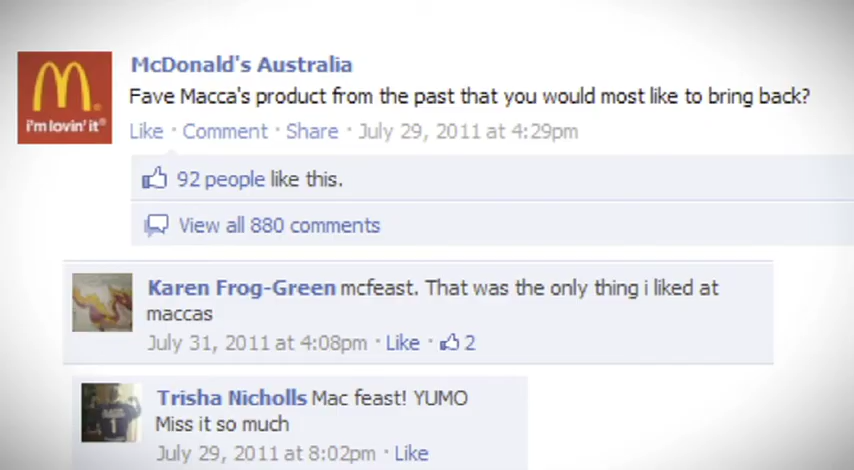 McDonald's Australia
Fave Macca's product from the past that you would most like to bring back?
i'm lovin' it®
Like · Comment · Share · July 29, 2011 at 4:29pm
92 people like this.
View all 880 comments
Karen Frog-Green mcfeast. That was the only thing i liked at
maccas
July 31, 2011 at 4:08pm · Like · 2
Trisha Nicholls Mac feast! YUMO
Miss it so much
July 29, 2011 at 8:02pm · Like